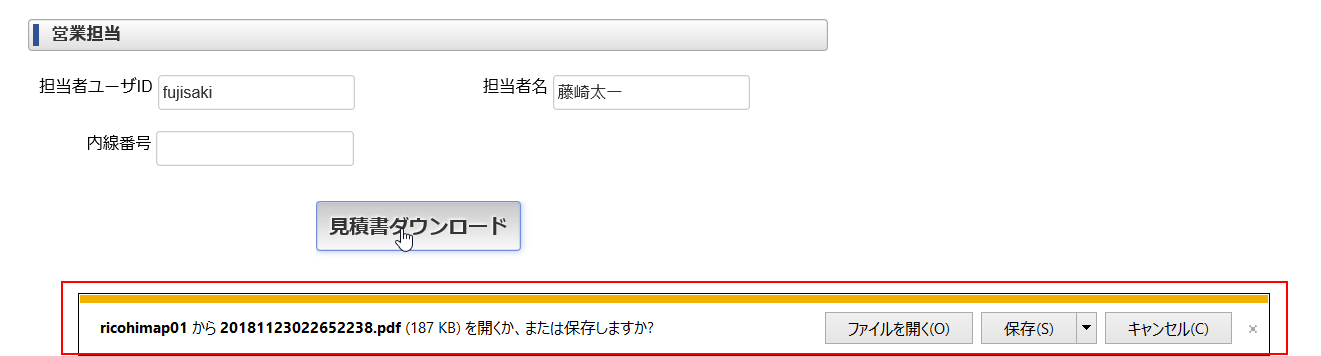 営業担当
担当者ユーザID fujisaki 担当者名 藤崎太一
内線番号
見積書ダウンロード
ricohimap01 から 20181123022652238.pdf (187 KB) を開くか、または保存しますか? ファイルを開く(O) 保存(S) キャンセル(C) ×